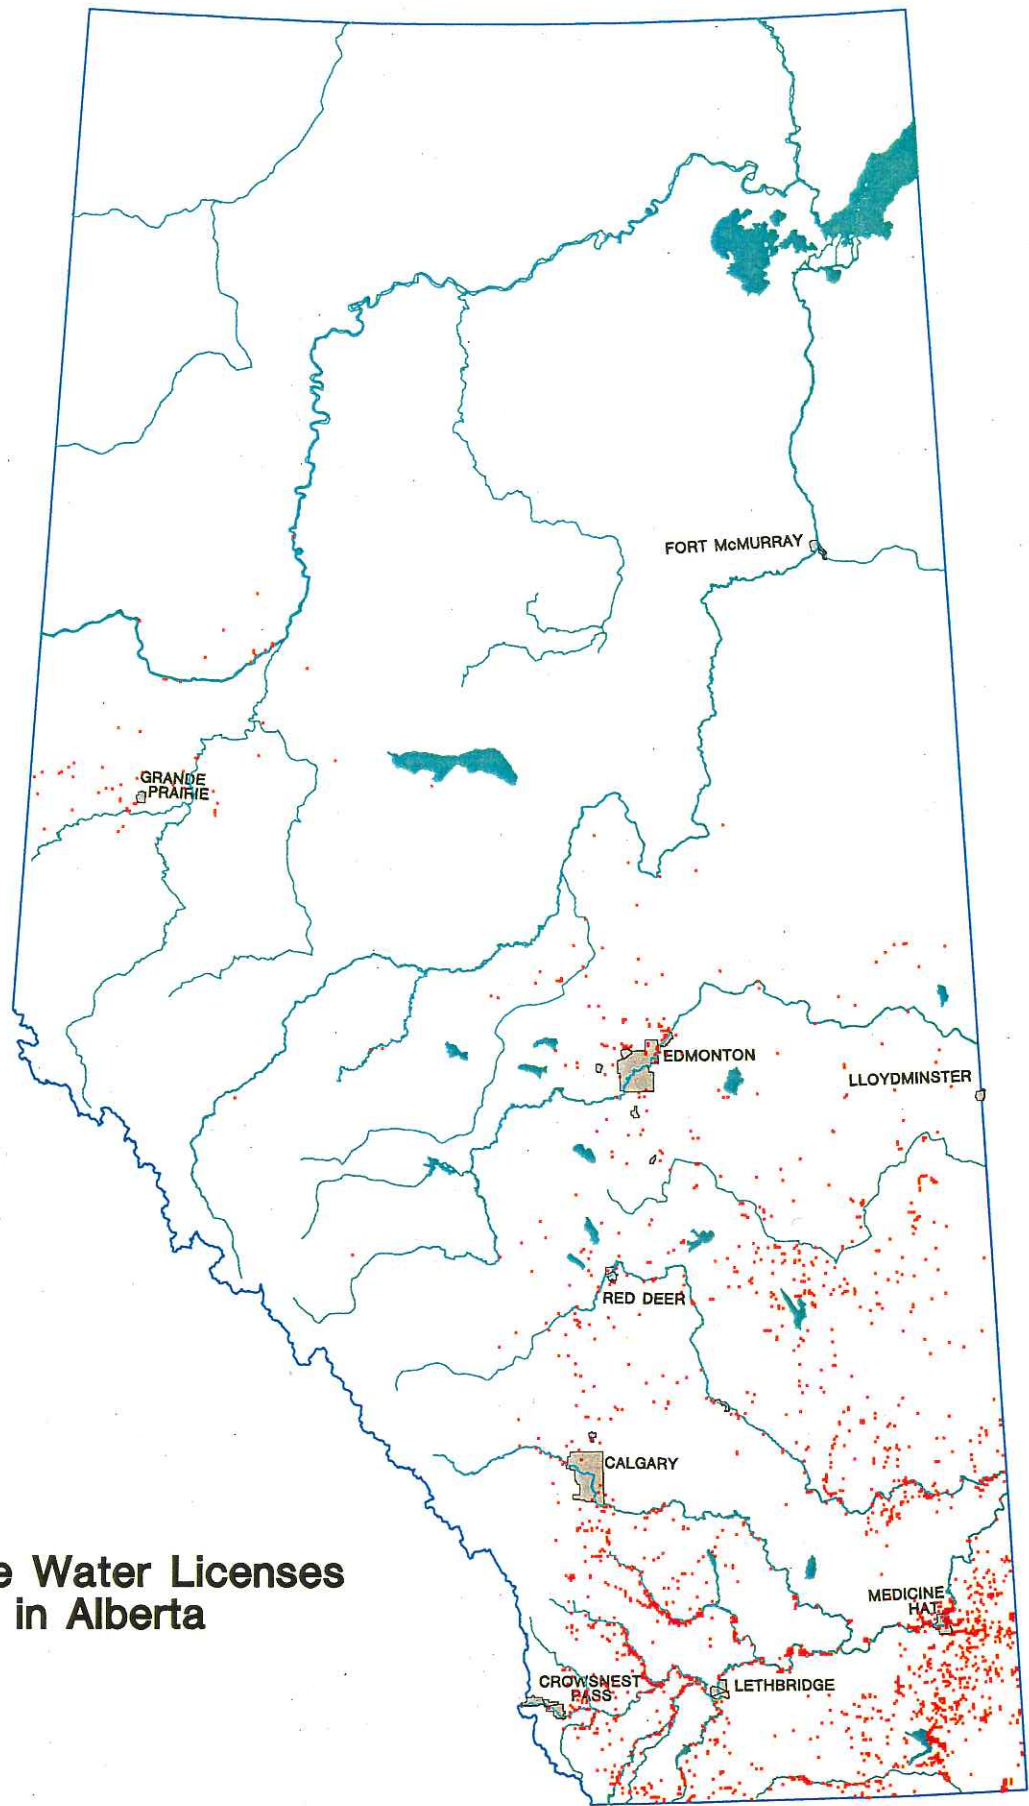 FORT McMURRAY
GRANDE
PRAIRIE
EDMONTON
LLOYDMINSTER
RED DEER
CALGARY
Water Licenses
in Alberta
MEDICINE
HAT
CROWSNEST
PASS
LETHBRIDGE